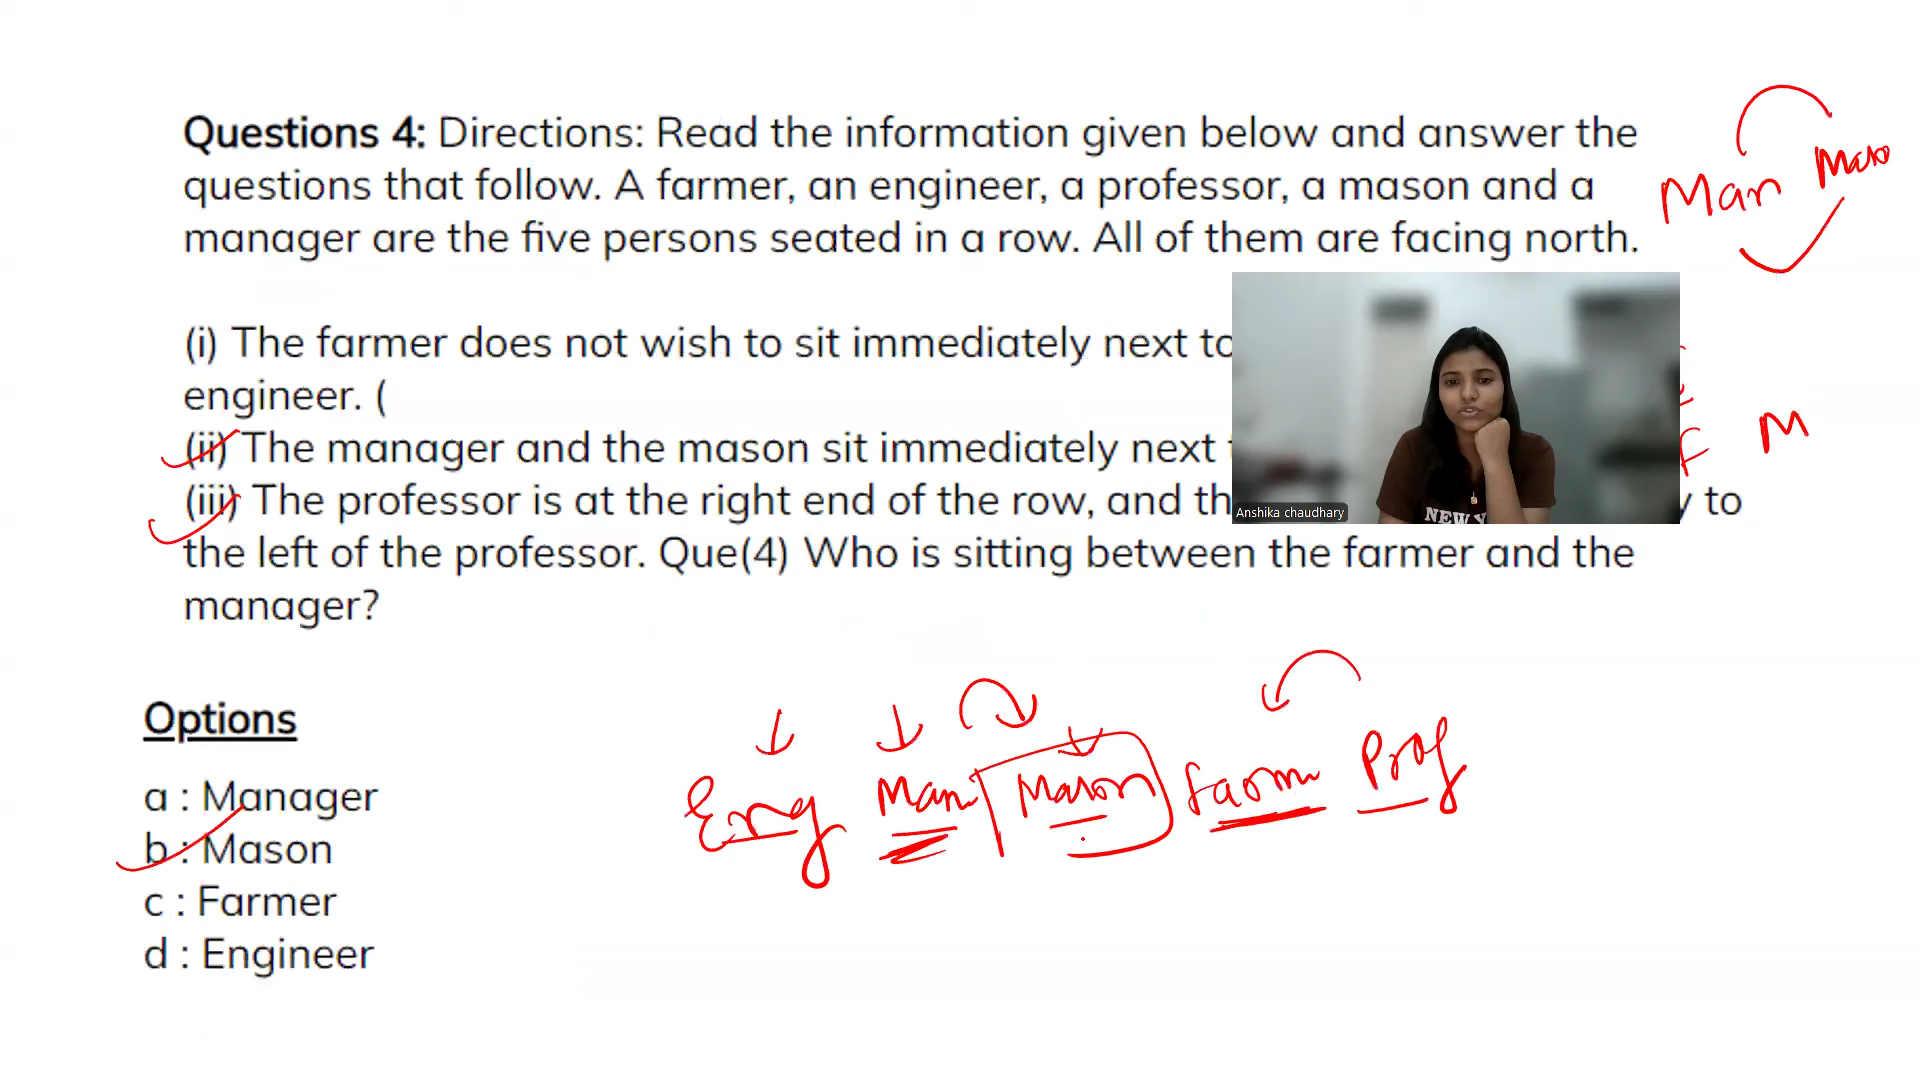 Questions 4: Directions: Read the information given below and answer the
questions that follow. A farmer, an engineer, a professor, a mason and a
manager are the five persons seated in a row. All of them are facing north.
Man Maso
(i) The farmer does not wish to sit immediately next to
engineer. (
(ii) The manager and the mason sit immediately next
M
(iii) The professor is at the right end of the row, and th
y to
the left of the professor. Que(4) Who is sitting between the farmer and the
manager?
Anshika chaudhary
NEW Y
Options
a : Manager
b : Mason
c : Farmer
d : Engineer
Eng Man Mason Farm Prof